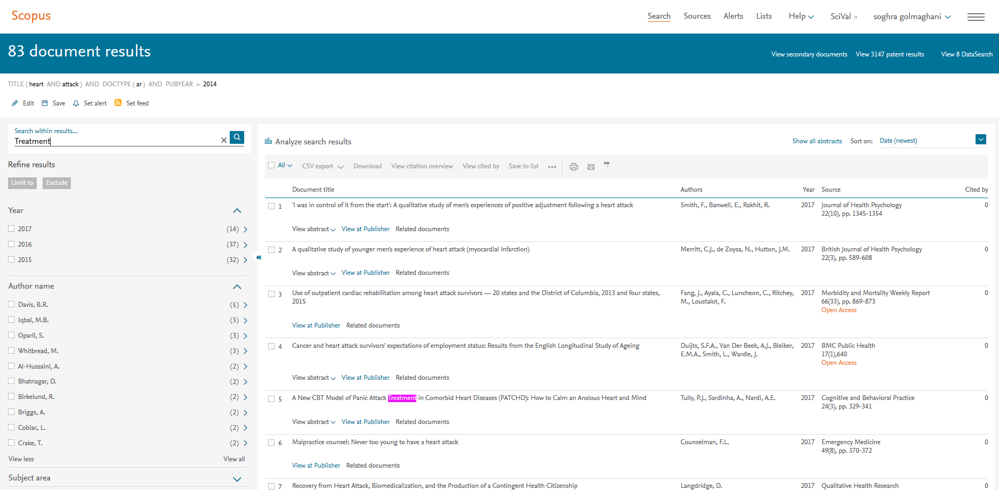 Scopus
Search Sources Alerts Lists Help SciVal soghra golmaghani
83 document results
View secondary documents View 3147 patent results View 8 DataSearch
TITLE ( heart AND attack ) AND DOCTYPE ( ar ) AND PUBYEAR > 2014
Edit Save Set alert Set feed
Search within results...
Treatment
Refine results
Limit to Exclude
Year
2017 (14)
2016 (37)
2015 (32)
Author name
Davis, B.R. (5)
Iqbal, M.B. (3)
Oparil, S. (3)
Whitbread, M. (3)
Al-Hussaini, A. (2)
Bhatnagar, D. (2)
Birkelund, R. (2)
Briggs, A. (2)
Cobiac, L. (2)
Crake, T. (2)
View less View all
Subject area
Analyze search results
Show all abstracts Sort on: Date (newest)
All CSV export Download View citation overview View cited by Save to list •••
Document title Authors Year Source Cited by
1 'I was in control of it from the start': A qualitative study of men's experiences of positive adjustment following a heart attack Smith, F., Banwell, E., Rakhit, R. 2017 Journal of Health Psychology 0
22(10), pp. 1345-1354
View abstract View at Publisher Related documents
2 A qualitative study of younger men's experience of heart attack (myocardial infarction) Merritt, C.J., de Zoysa, N., Hutton, J.M. 2017 British Journal of Health Psychology 0
22(3), pp. 589-608
View abstract View at Publisher Related documents
3 Use of outpatient cardiac rehabilitation among heart attack survivors — 20 states and the District of Columbia, 2013 and four states, Fang, J., Ayala, C., Luncheon, C., Ritchey, 2017 Morbidity and Mortality Weekly Report 0
2015 M., Loustalot, F. 66(33), pp. 869-873
Open Access
View at Publisher Related documents
4 Cancer and heart attack survivors' expectations of employment status: Results from the English Longitudinal Study of Ageing Duijts, S.F.A., Van Der Beek, A.J., Bleiker, 2017 BMC Public Health 0
E.M.A., Smith, L., Wardle, J. 17(1),640
Open Access
View abstract View at Publisher Related documents
5 A New CBT Model of Panic Attack Treatment in Comorbid Heart Diseases (PATCHD): How to Calm an Anxious Heart and Mind Tully, P.J., Sardinha, A., Nardi, A.E. 2017 Cognitive and Behavioral Practice 0
24(3), pp. 329-341
View abstract View at Publisher Related documents
6 Malpractice counsel: Never too young to have a heart attack Counselman, F.L. 2017 Emergency Medicine 0
49(8), pp. 370-372
View at Publisher Related documents
7 Recovery from Heart Attack, Biomedicalization, and the Production of a Contingent Health Citizenship Langdridge, D. 2017 Qualitative Health Research 0